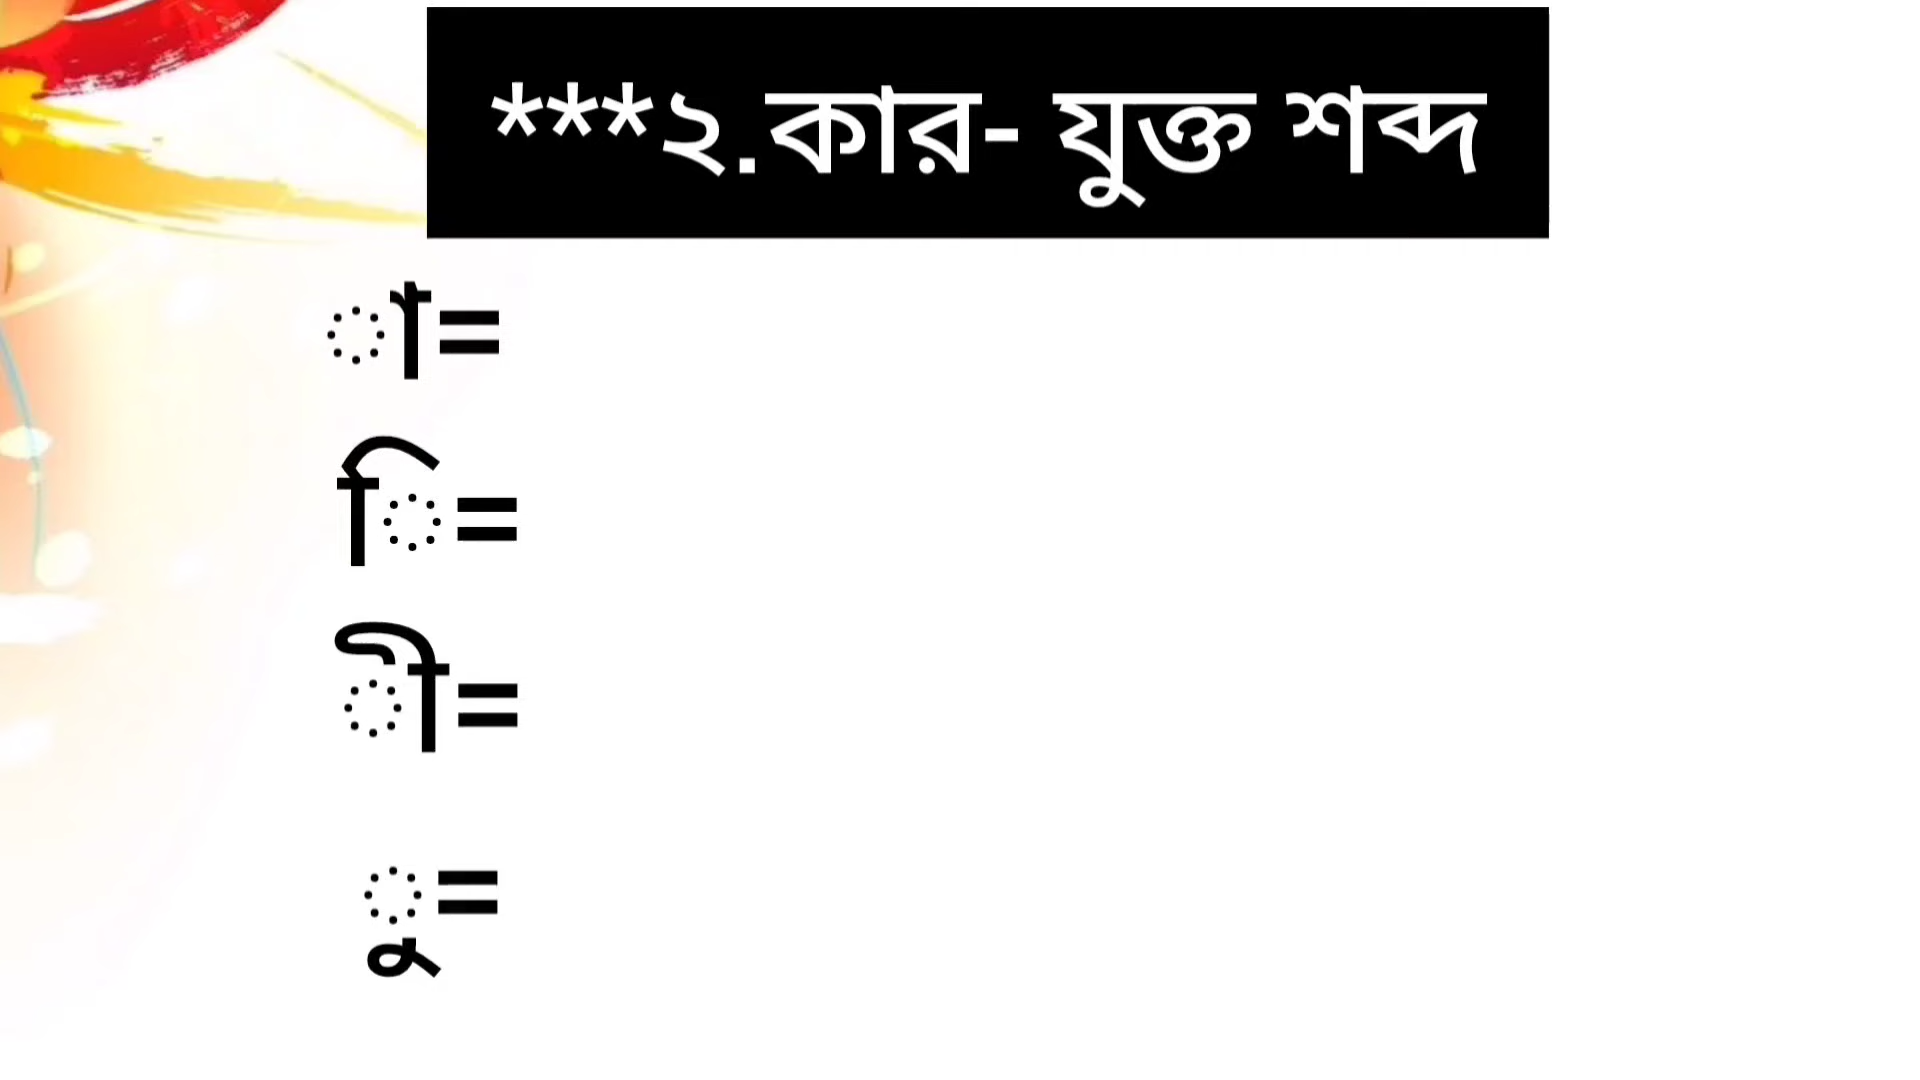 ***২.কার- যুক্ত শব্দ
া=
ি=
ী=
ু=